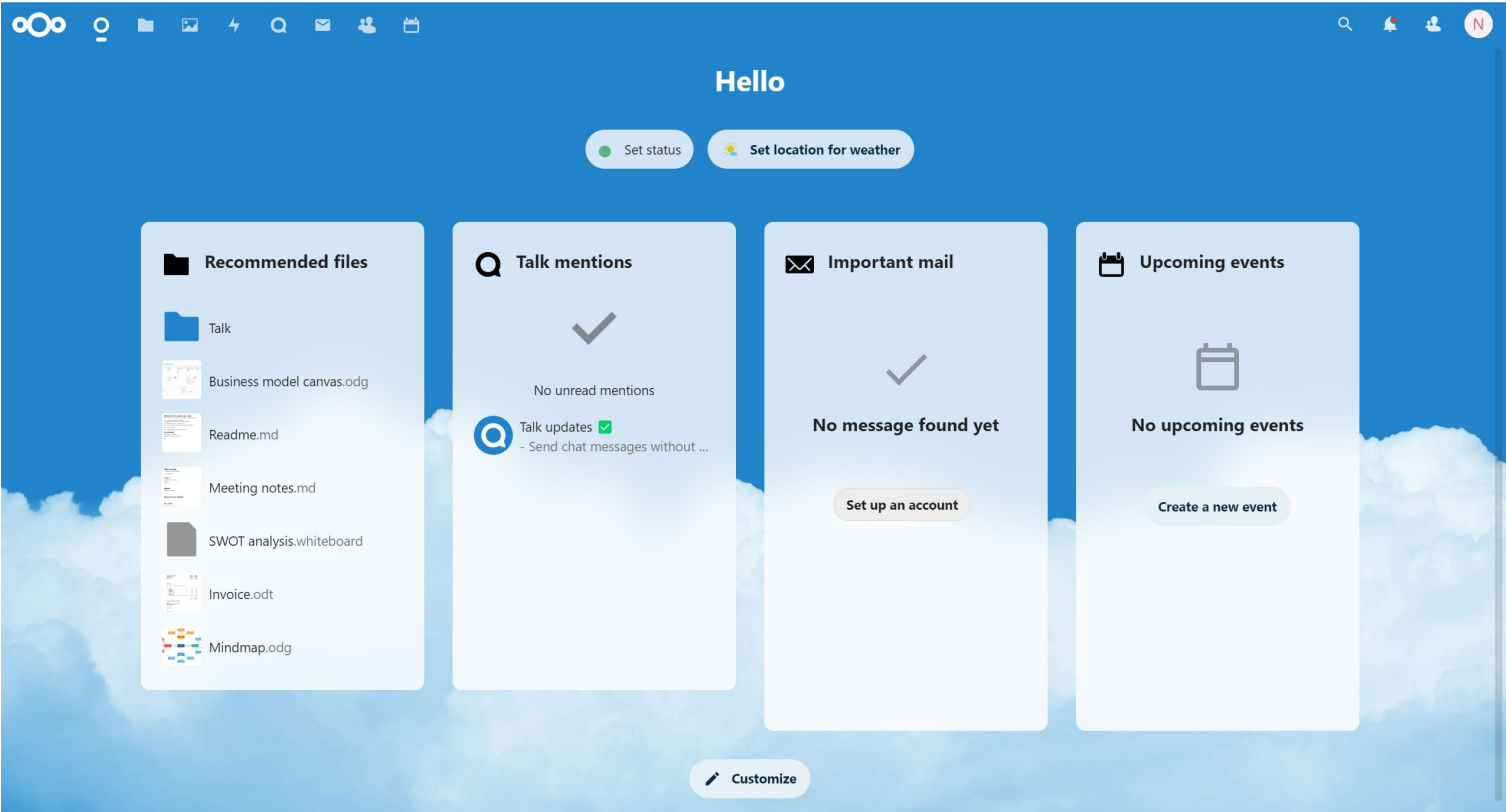 N
Hello
Set status
Set location for weather
Recommended files
Talk
Business model canvas.odg
Readme.md
Meeting notes.md
SWOT analysis.whiteboard
Invoice.odt
Mindmap.odg
Talk mentions
No unread mentions
Talk updates ✅
- Send chat messages without ...
Important mail
No message found yet
Set up an account
Upcoming events
No upcoming events
Create a new event
Customize